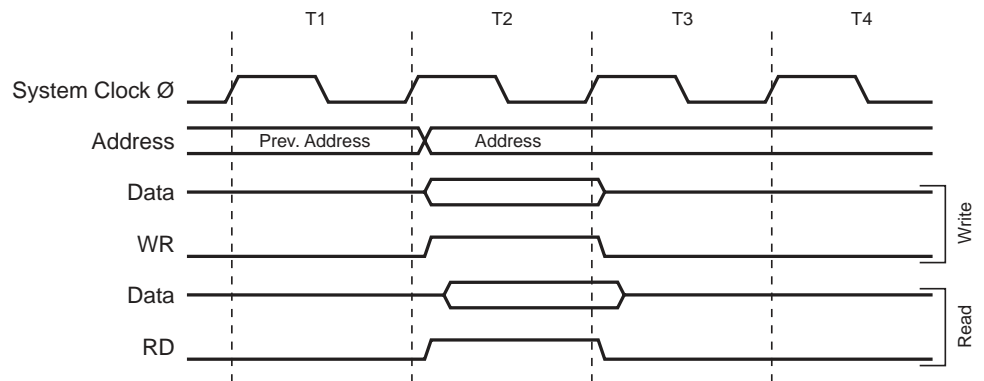 T1 T2 T3 T4
System Clock Ø
Address Prev. Address Address
Data
WR
Write
Data
RD
Read